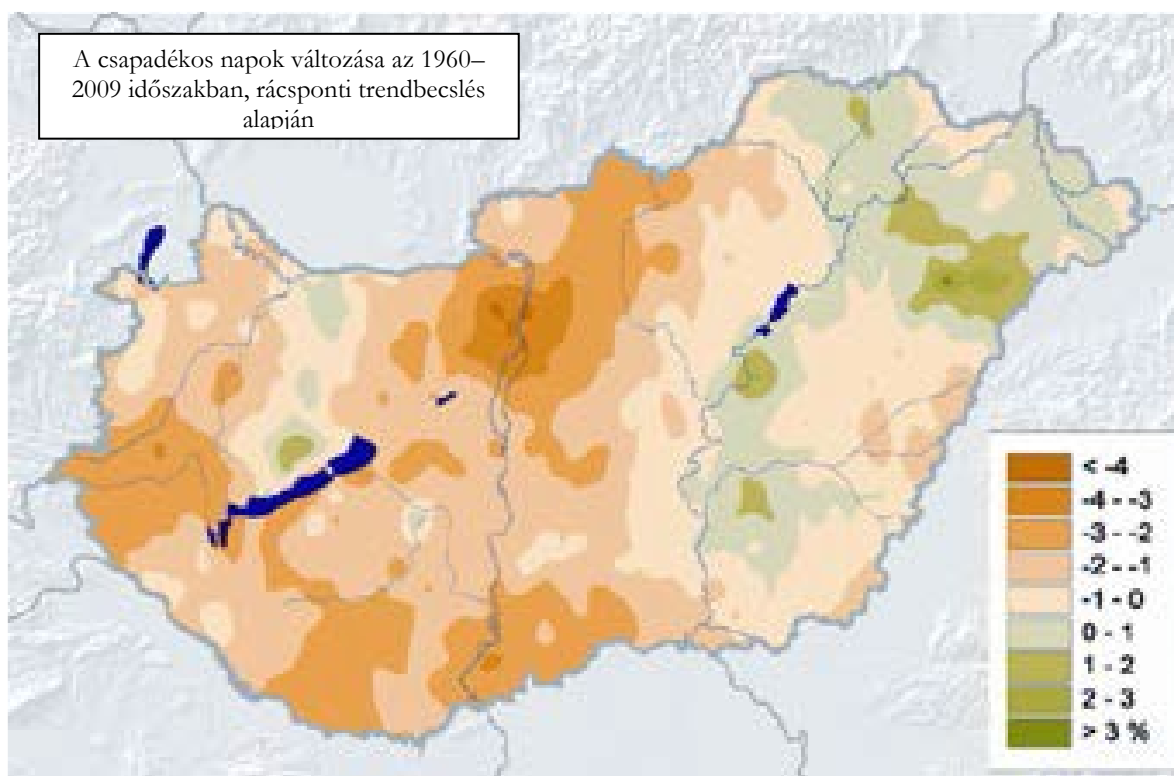 A csapadékos napok változása az 1960–
2009 időszakban, rácsponti trendbecslés
alapján
< -4
-4 - -3
-3 - -2
-2 - -1
-1 - 0
0 - 1
1 - 2
2 - 3
> 3 %